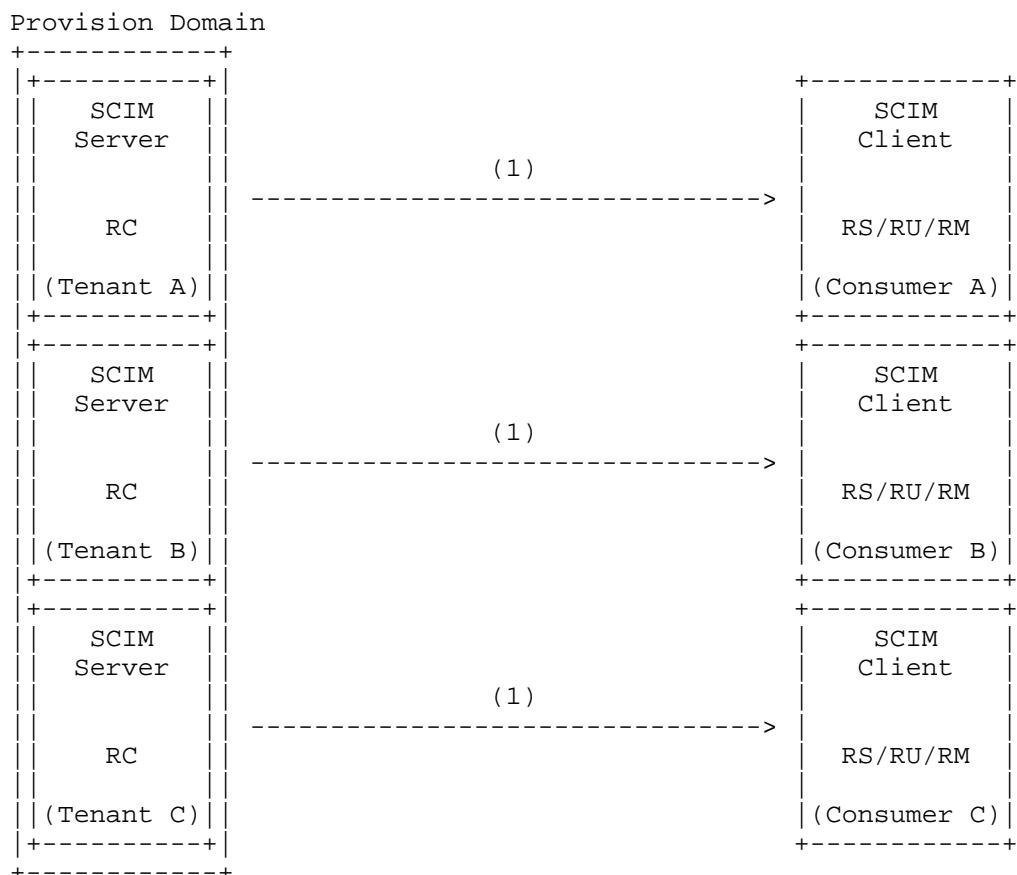 Provision Domain
SCIM SCIM
Server Client
(1)
RC RS/RU/RM
(Tenant A) (Consumer A)
SCIM SCIM
Server Client
(1)
RC RS/RU/RM
(Tenant B) (Consumer B)
SCIM SCIM
Server Client
(1)
RC RS/RU/RM
(Tenant C) (Consumer C)